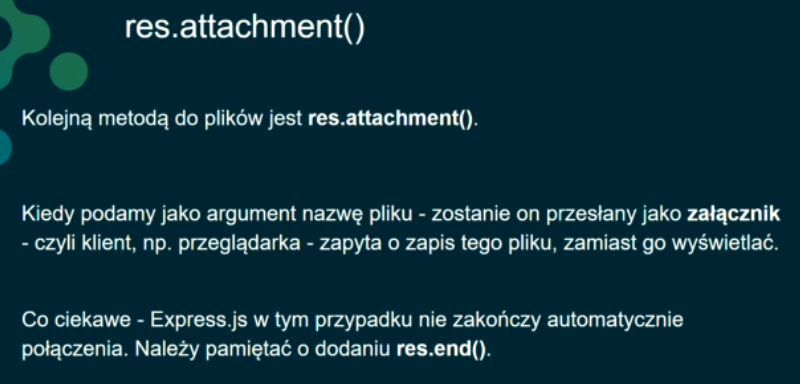 res.attachment()
Kolejną metodą do plików jest res.attachment().
Kiedy podamy jako argument nazwę pliku - zostanie on przesłany jako załącznik
- czyli klient, np. przeglądarka - zapyta o zapis tego pliku, zamiast go wyświetlać.
Co ciekawe - Express.js w tym przypadku nie zakończy automatycznie
połączenia. Należy pamiętać o dodaniu res.end().